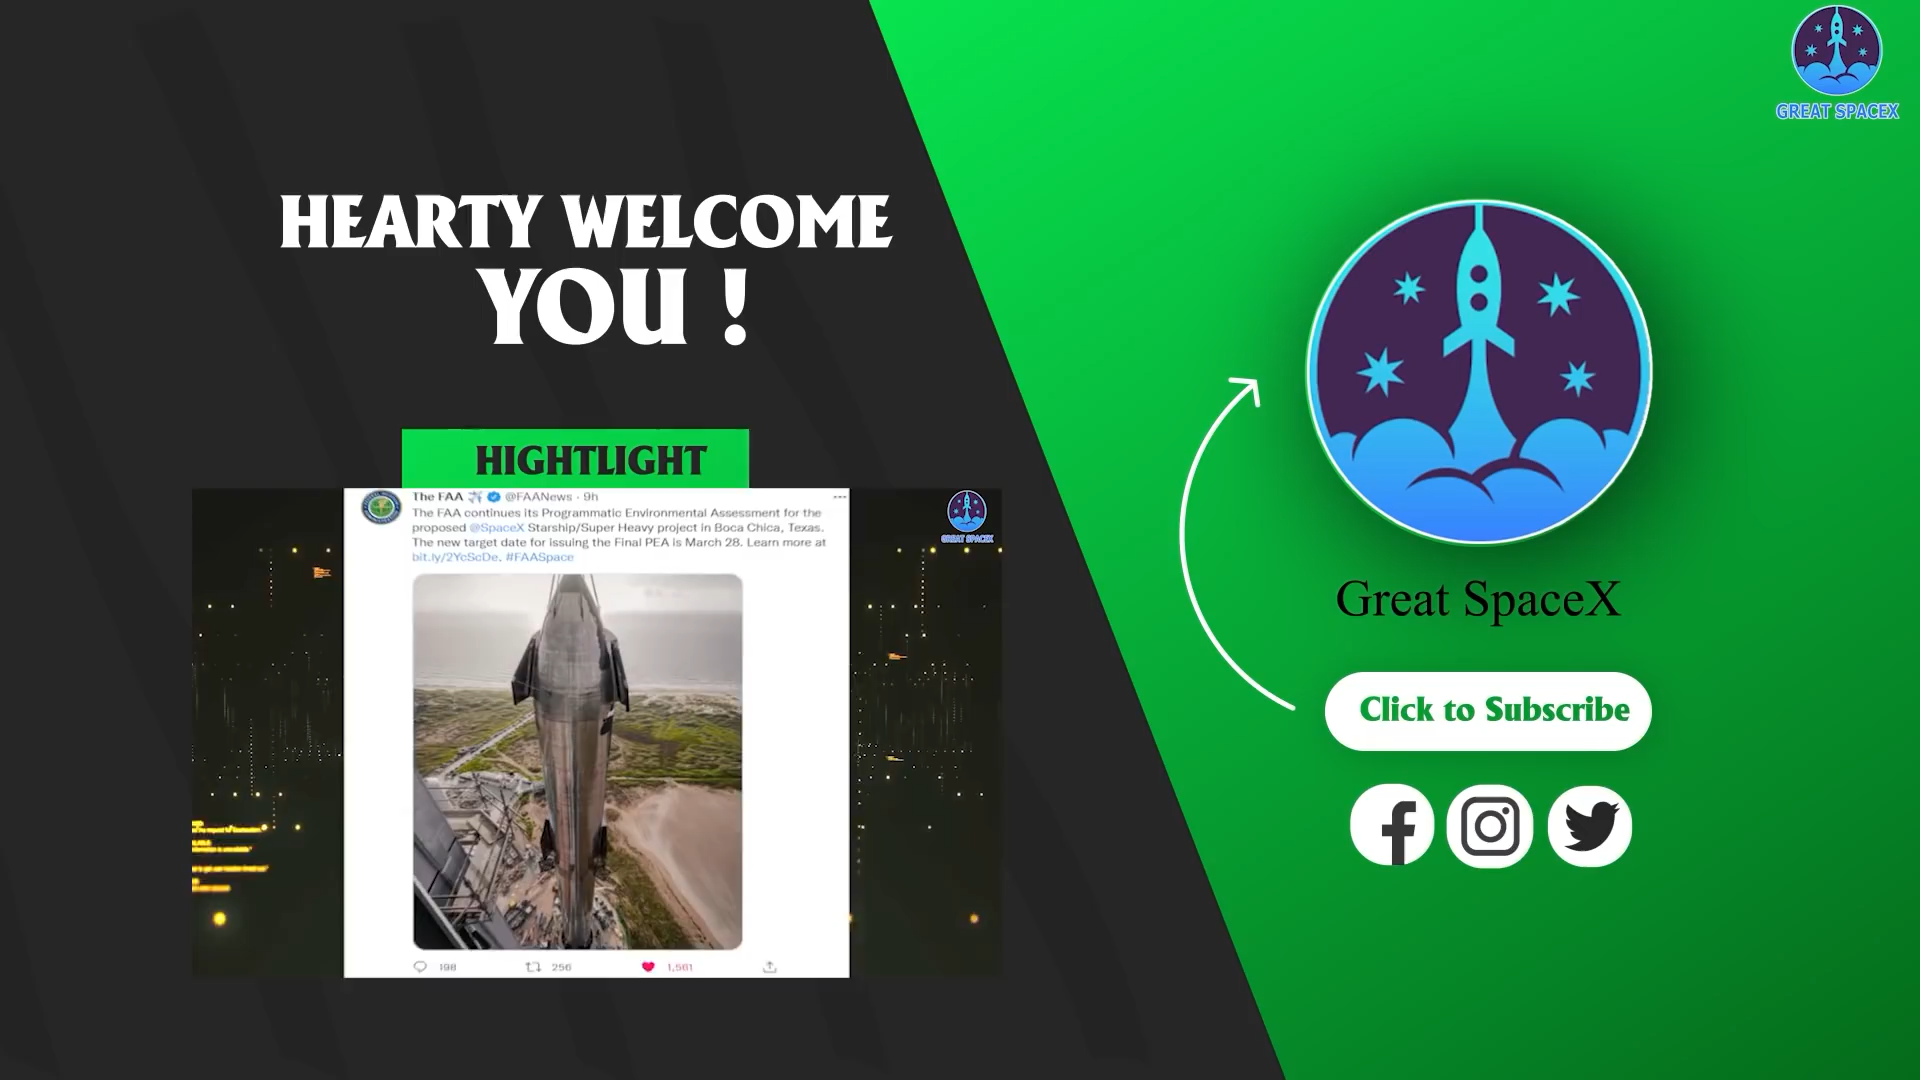 GREAT SPACEX
HEARTY WELCOME
YOU !
HIGHTLIGHT
The FAA @FAANews · 9h
The FAA continues its Programmatic Environmental Assessment for the
proposed @SpaceX Starship/Super Heavy project in Boca Chica, Texas.
The new target date for issuing the Final PEA is March 28. Learn more at
bit.ly/2YcScDe. #FAASpace
198 256 1,561
GREAT SPACEX
Great SpaceX
Click to Subscribe